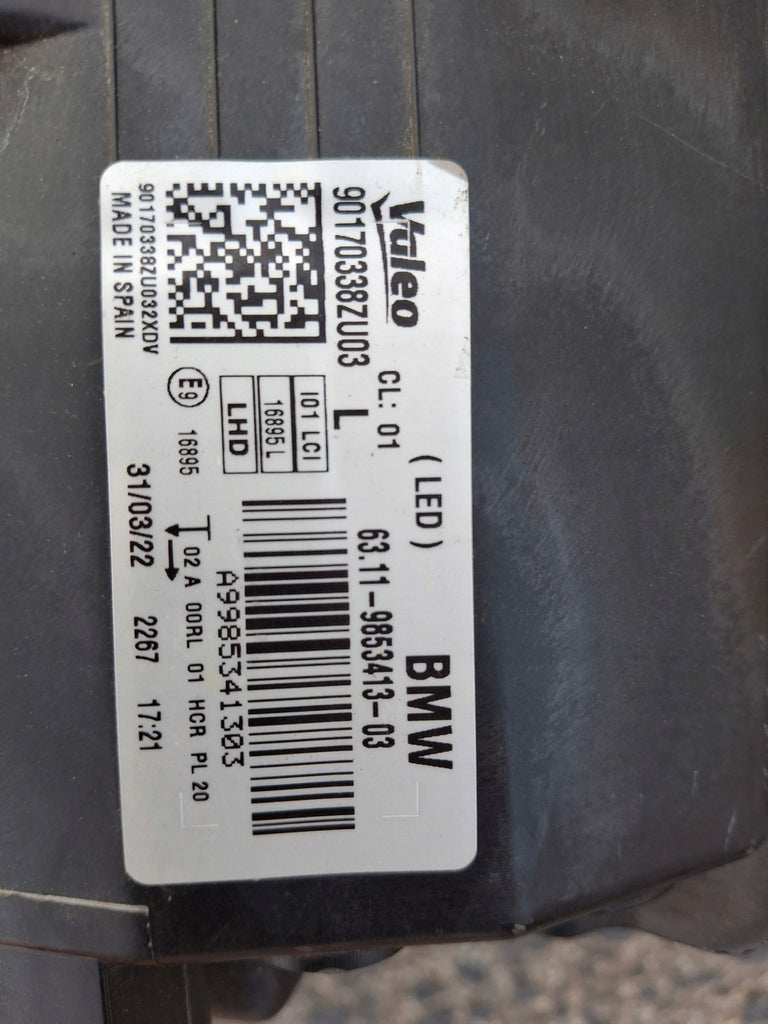 Valeo
CL: 01
( LED )
BMW
90170338ZU03
L
63.11-9853413-03
I01 LCI
16895 L
LHD
A9985341303
E9
16895
02 A 00RL 01 HCR PL 20
90170338ZU032XDV
MADE IN SPAIN
31/03/22 2267 17:21